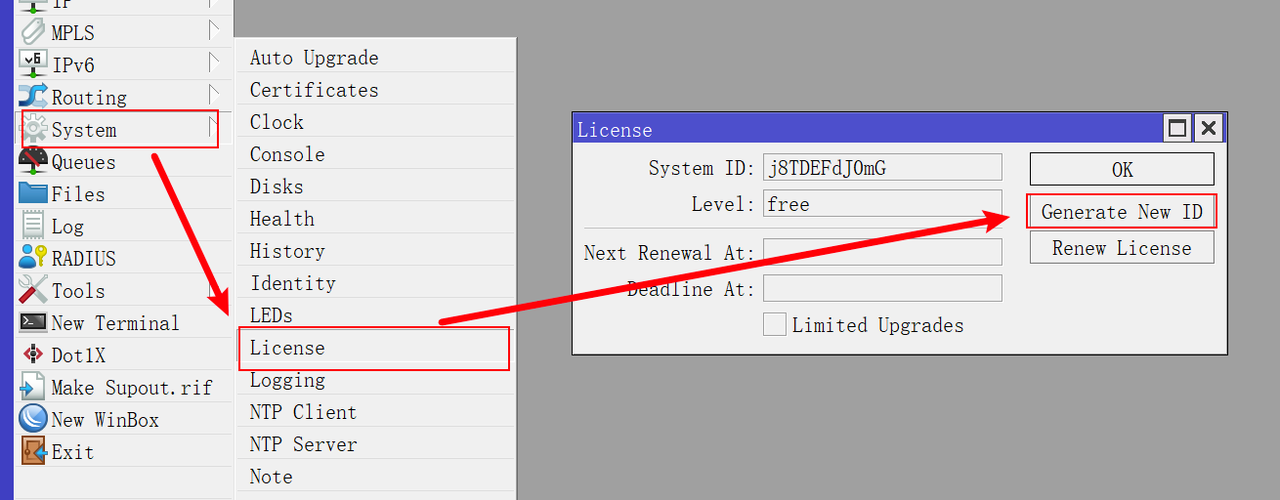 IP
MPLS
IPv6
v6
Routing
System
Queues
Files
Log
RADIUS
Tools
New Terminal
Dot1X
Make Supout.rif
New WinBox
Exit
Auto Upgrade
Certificates
Clock
Console
Disks
Health
History
Identity
LEDs
License
Logging
NTP Client
NTP Server
Note
License
System ID: j8TDEFdJ0mG
Level: free
Next Renewal At:
Deadline At:
Limited Upgrades
OK
Generate New ID
Renew License